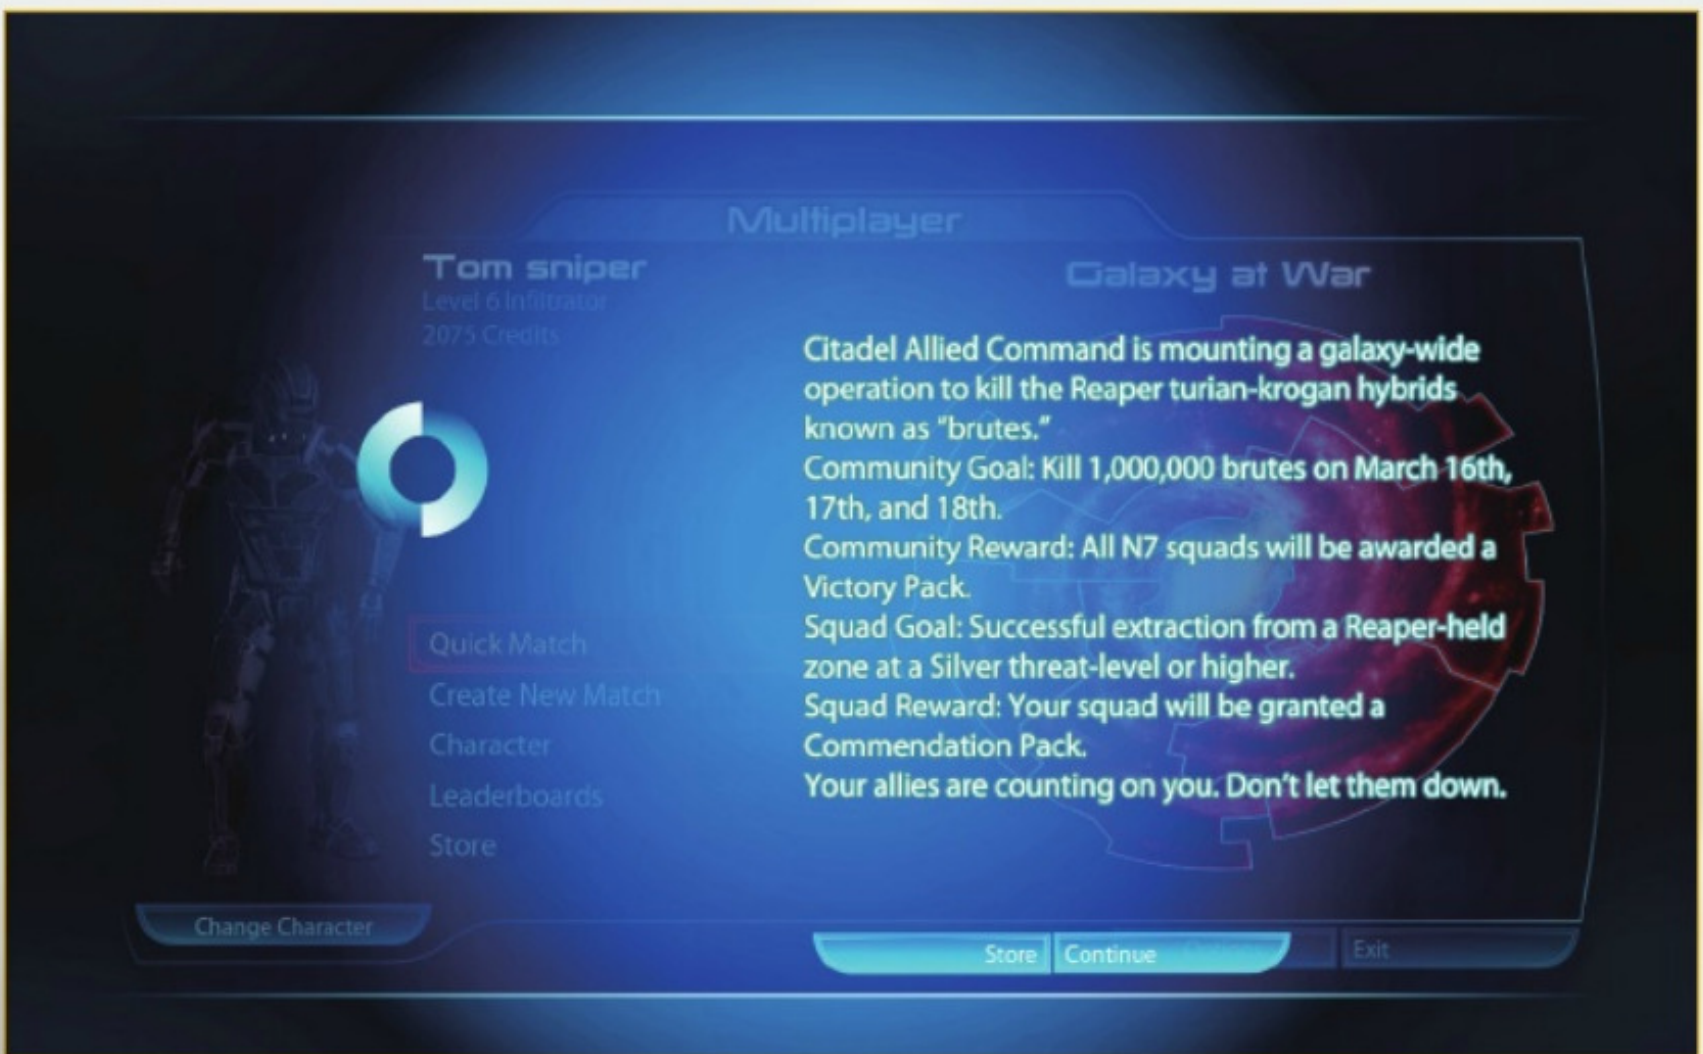 Multiplayer
Tom sniper
Level 6 Infiltrator
2075 Credits
Galaxy at War
Citadel Allied Command is mounting a galaxy-wide
operation to kill the Reaper turian-krogan hybrids
known as "brutes."
Community Goal: Kill 1,000,000 brutes on March 16th,
17th, and 18th.
Community Reward: All N7 squads will be awarded a
Victory Pack.
Squad Goal: Successful extraction from a Reaper-held
zone at a Silver threat-level or higher.
Squad Reward: Your squad will be granted a
Commendation Pack.
Your allies are counting on you. Don't let them down.
Quick Match
Create New Match
Character
Leaderboards
Store
Change Character
Store
Continue
Exit